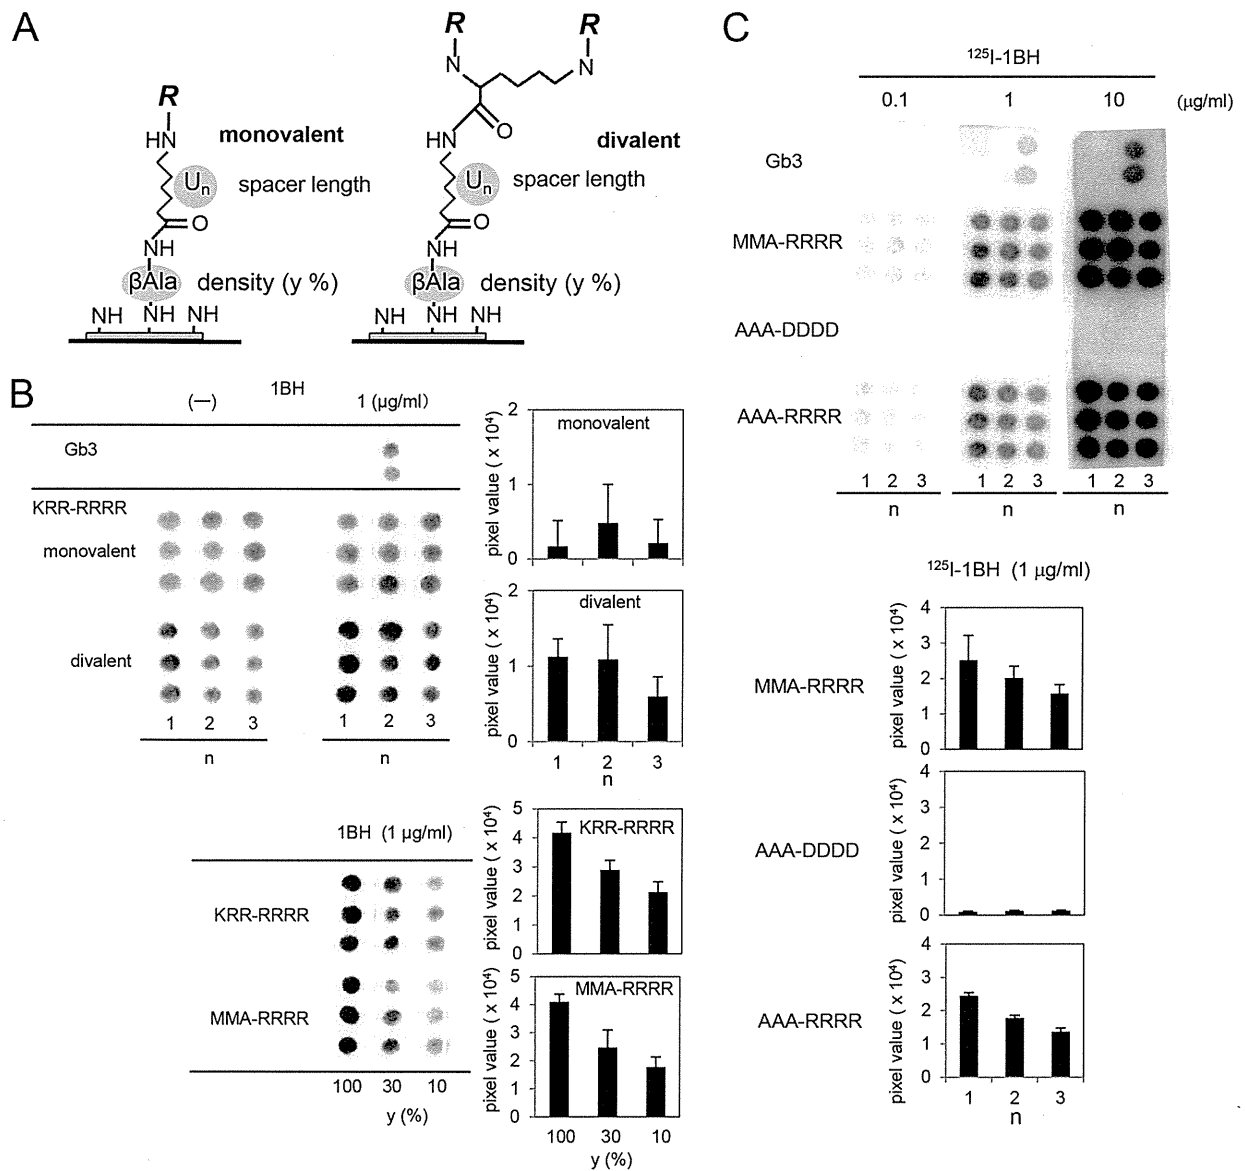 A
R
HN
monovalent
Un
spacer length
O
NH
βAla
density (y %)
NH
NH
NH
R
R
N
N
O
HN
divalent
Un
spacer length
O
NH
βAla
density (y %)
NH
NH
NH
B
1BH
(—)
1 (μg/ml)
Gb3
KRR-RRRR
monovalent
divalent
1 2 3
n
1 2 3
n
pixel value ( x 10⁴)
2
1
0
monovalent
pixel value ( x 10⁴)
2
1
0
divalent
1 2 3
n
1BH (1 μg/ml)
KRR-RRRR
MMA-RRRR
100 30 10
y (%)
pixel value ( x 10⁴)
5
4
3
2
1
0
KRR-RRRR
pixel value ( x 10⁴)
5
4
3
2
1
0
MMA-RRRR
100 30 10
y (%)
C
¹²⁵I-1BH
0.1 1 10 (μg/ml)
Gb3
MMA-RRRR
AAA-DDDD
AAA-RRRR
1 2 3
n
1 2 3
n
1 2 3
n
¹²⁵I-1BH (1 μg/ml)
MMA-RRRR
pixel value ( x 10⁴)
4
3
2
1
0
AAA-DDDD
pixel value ( x 10⁴)
4
3
2
1
0
AAA-RRRR
pixel value ( x 10⁴)
4
3
2
1
0
1 2 3
n